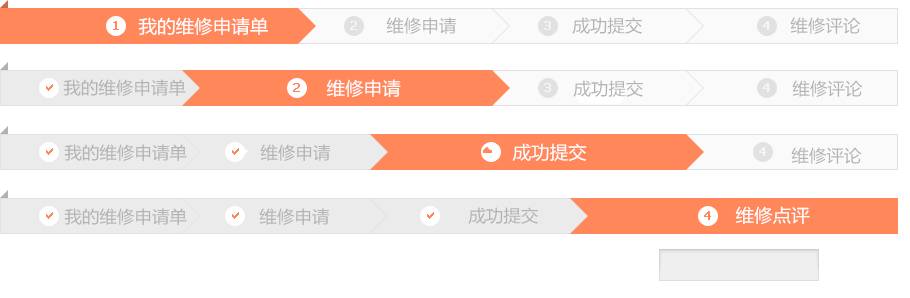 1 我的维修申请单 2 维修申请 3 成功提交 4 维修评论
我的维修申请单 2 维修申请 3 成功提交 4 维修评论
我的维修申请单 维修申请 成功提交 4 维修评论
我的维修申请单 维修申请 成功提交 4 维修点评